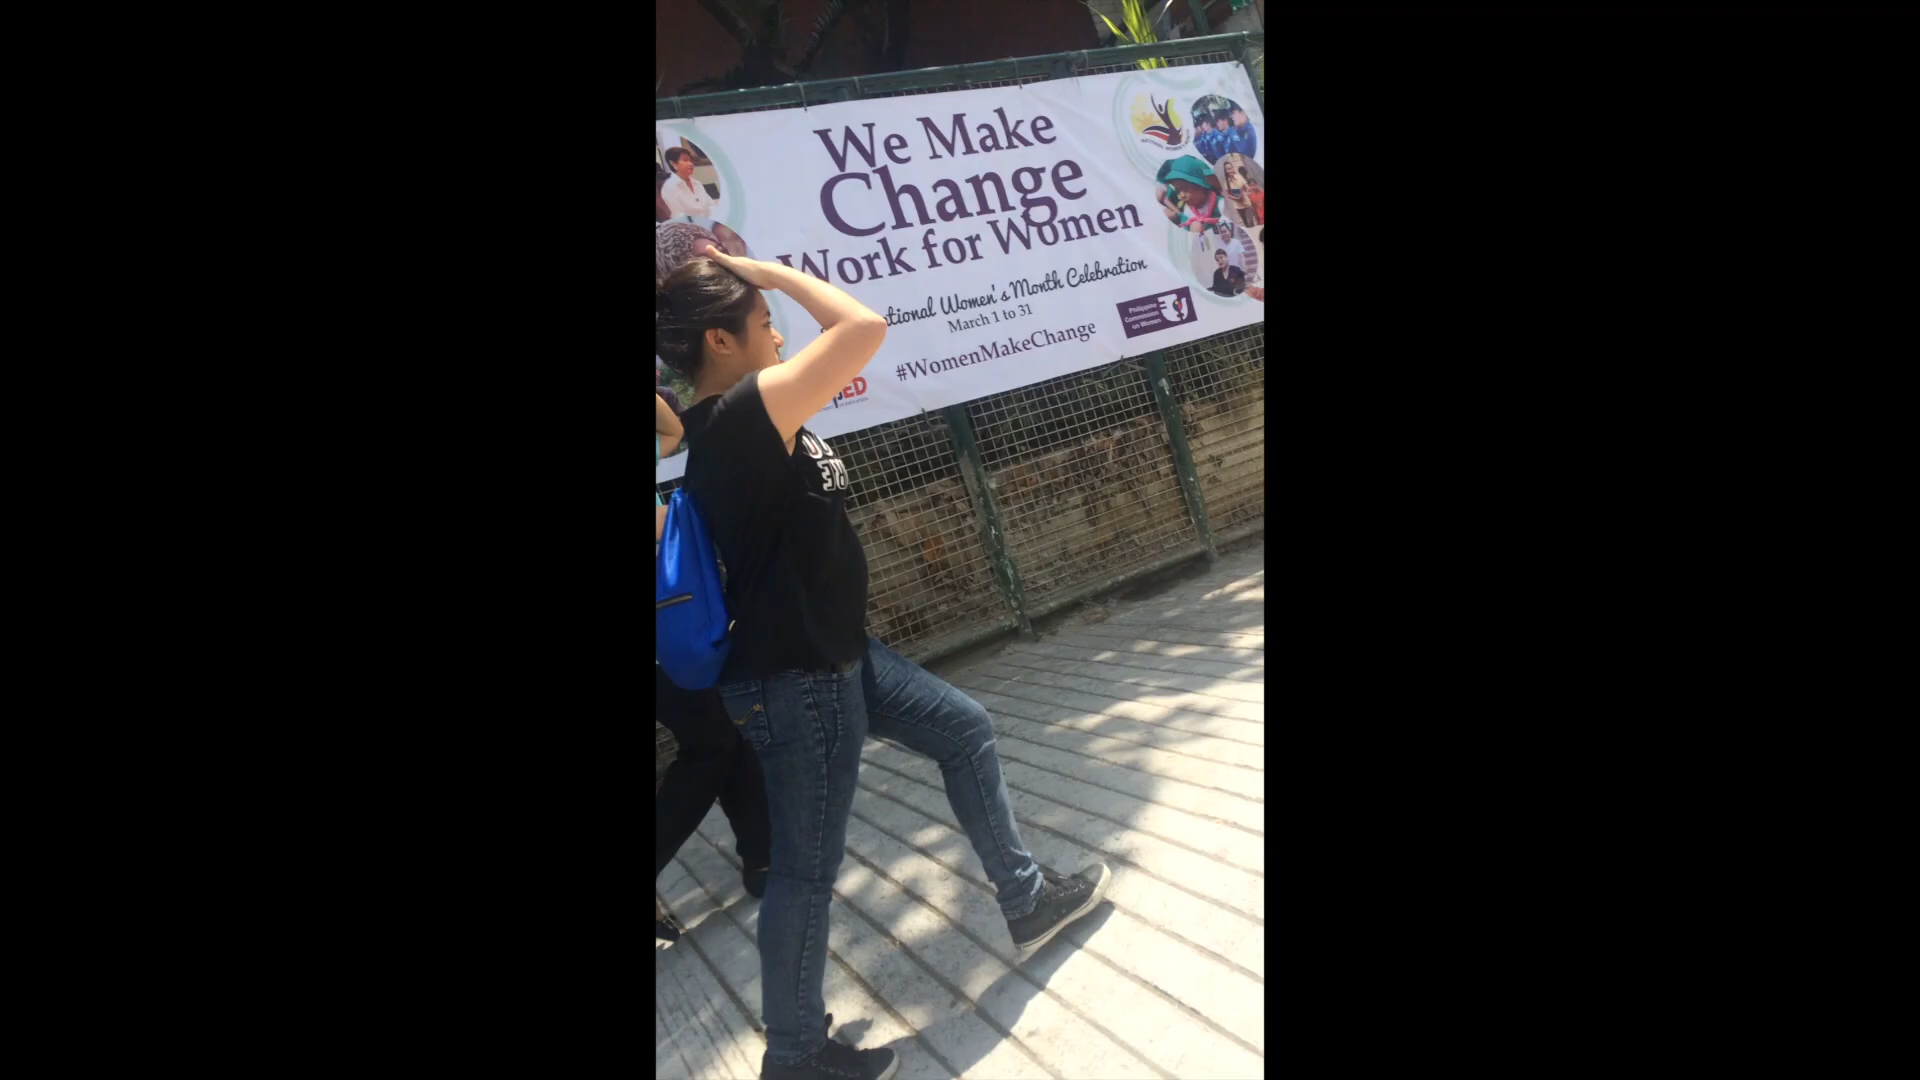 We Make
Change
Work for Women
Women's Month Celebration
March 1 to 31
#WomenMakeChange
Philippine
Commission
on Women